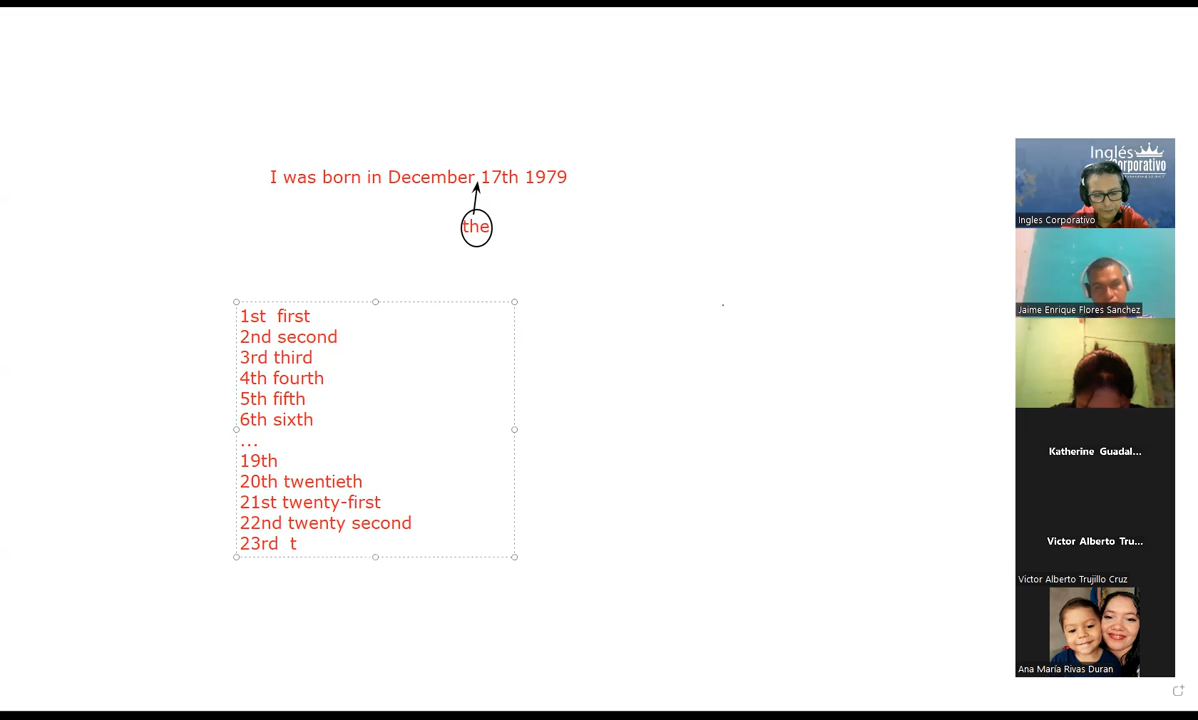 I was born in December 17th 1979
the
1st first
2nd second
3rd third
4th fourth
5th fifth
6th sixth
...
19th
20th twentieth
21st twenty-first
22nd twenty second
23rd t
Inglés
Corporativo
Ingles Corporativo
Jaime Enrique Flores Sanchez
Katherine Guadal...
Victor Alberto Tru...
Victor Alberto Trujillo Cruz
Ana María Rivas Duran